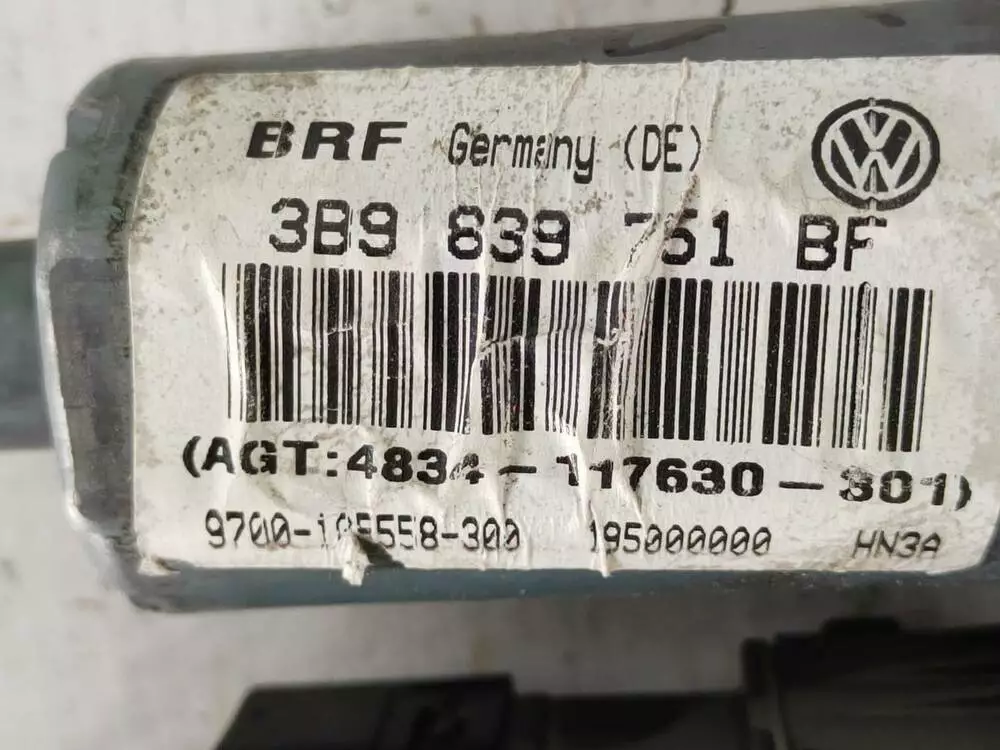 BRF Germany (DE)
3B9 839 751 BF
(AGT:4834-117630-301)
9700-105558-300 195000000 HN3A